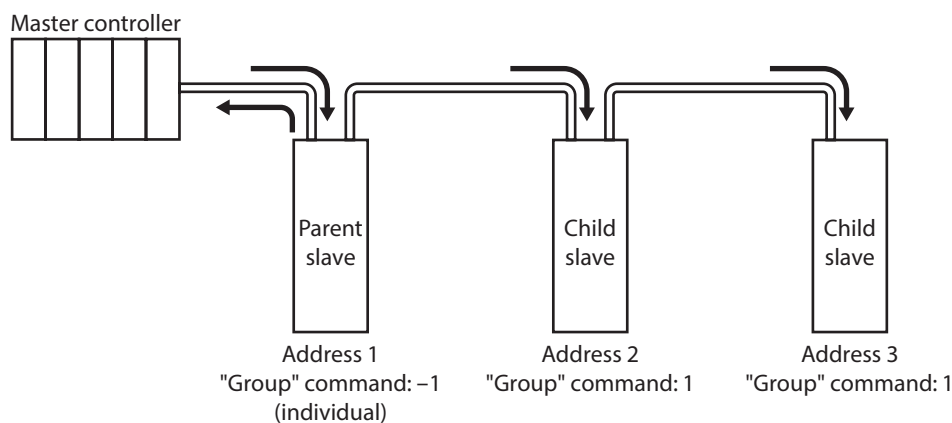 Master controller
Parent
slave
Child
slave
Child
slave
Address 1
"Group" command: –1
(individual)
Address 2
"Group" command: 1
Address 3
"Group" command: 1